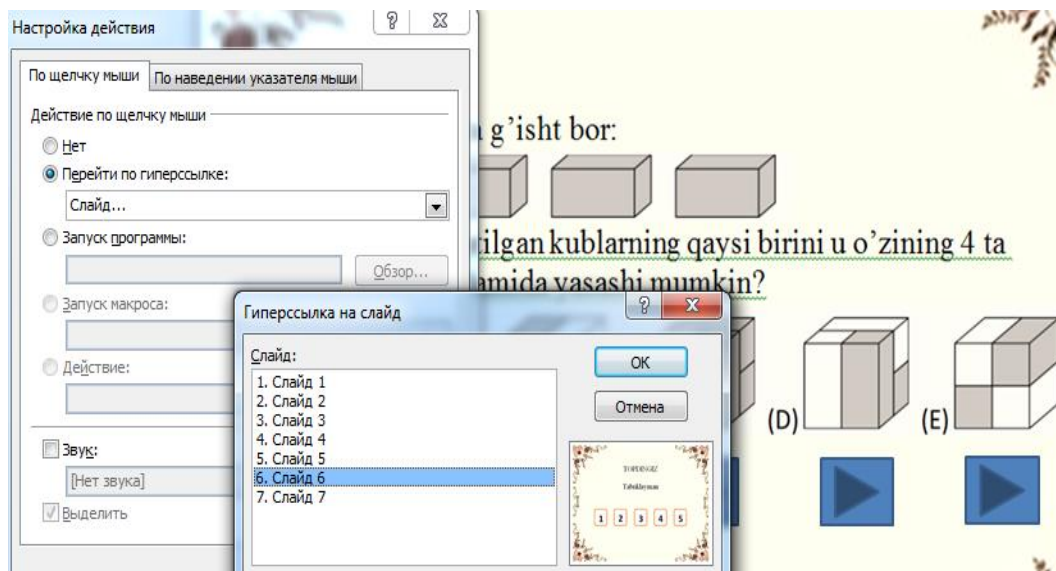 Настройка действия
По щелчку мыши
По наведении указателя мыши
Действие по щелчку мыши
Нет
Перейти по гиперссылке:
Слайд...
Запуск программы:
Обзор...
Запуск макроса:
Действие:
Звук:
[Нет звука]
Выделить
g’isht bor:
tilgan kublarning qaysi birini u o’zining 4 ta
amida yasashi mumkin?
(D)
(E)
Гиперссылка на слайд
Слайд:
1. Слайд 1
2. Слайд 2
3. Слайд 3
4. Слайд 4
5. Слайд 5
6. Слайд 6
7. Слайд 7
OK
Отмена
TOPDINGIZ
Tabriklayman
1 2 3 4 5